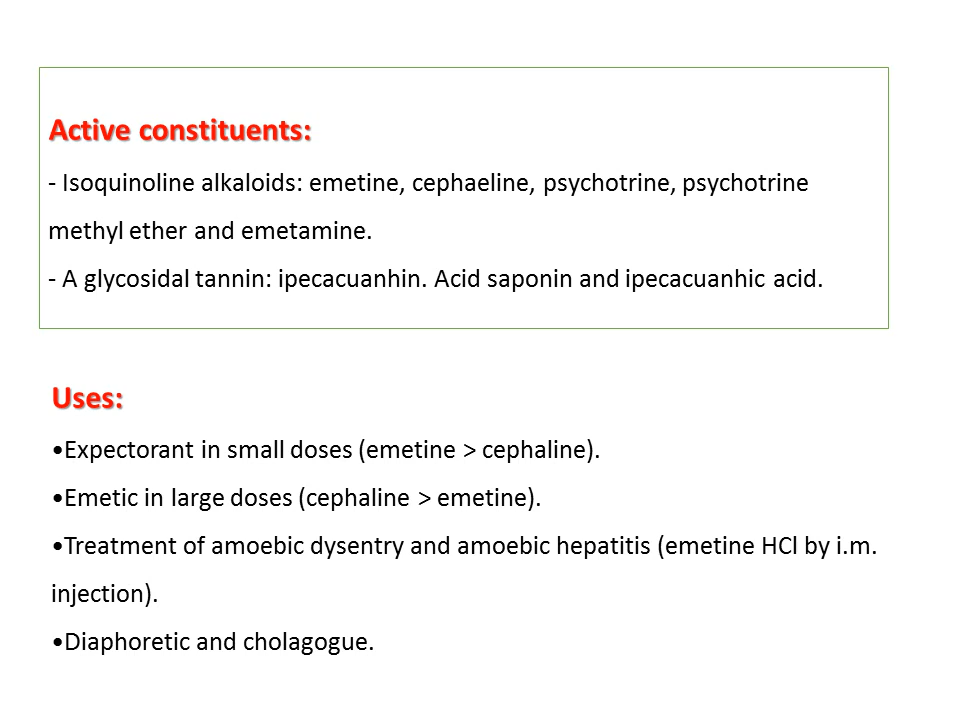 Active constituents:
- Isoquinoline alkaloids: emetine, cephaeline, psychotrine, psychotrine
methyl ether and emetamine.
- A glycosidal tannin: ipecacuanhin. Acid saponin and ipecacuanhic acid.
Uses:
•Expectorant in small doses (emetine > cephaline).
•Emetic in large doses (cephaline > emetine).
•Treatment of amoebic dysentry and amoebic hepatitis (emetine HCl by i.m.
injection).
•Diaphoretic and cholagogue.